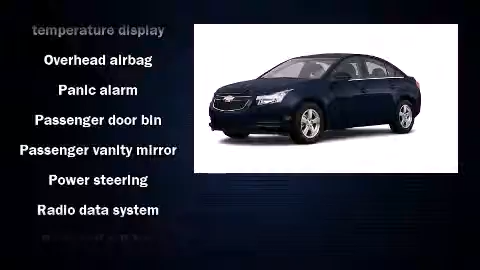 temperature display
Overhead airbag
Panic alarm
Passenger door bin
Passenger vanity mirror
Power steering
Radio data system